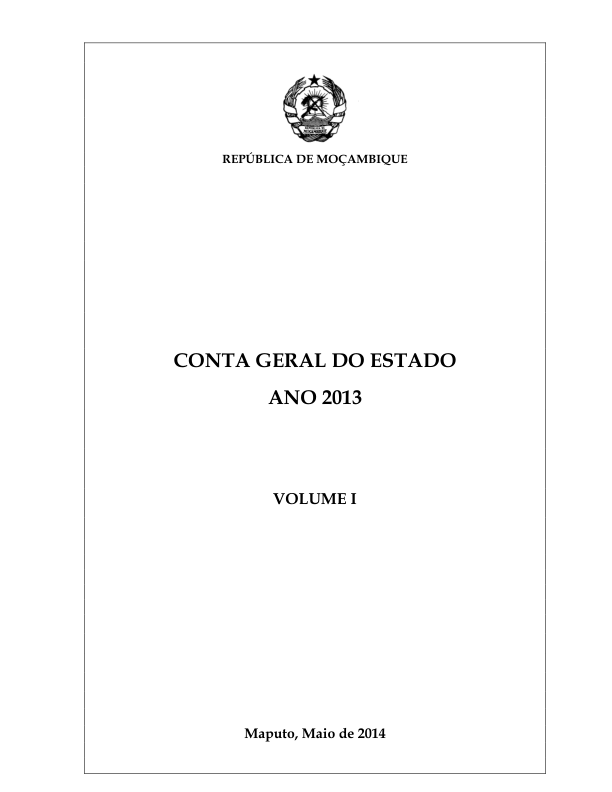 REPÚBLICA DE MOÇAMBIQUE
CONTA GERAL DO ESTADO
ANO 2013
VOLUME I
Maputo, Maio de 2014